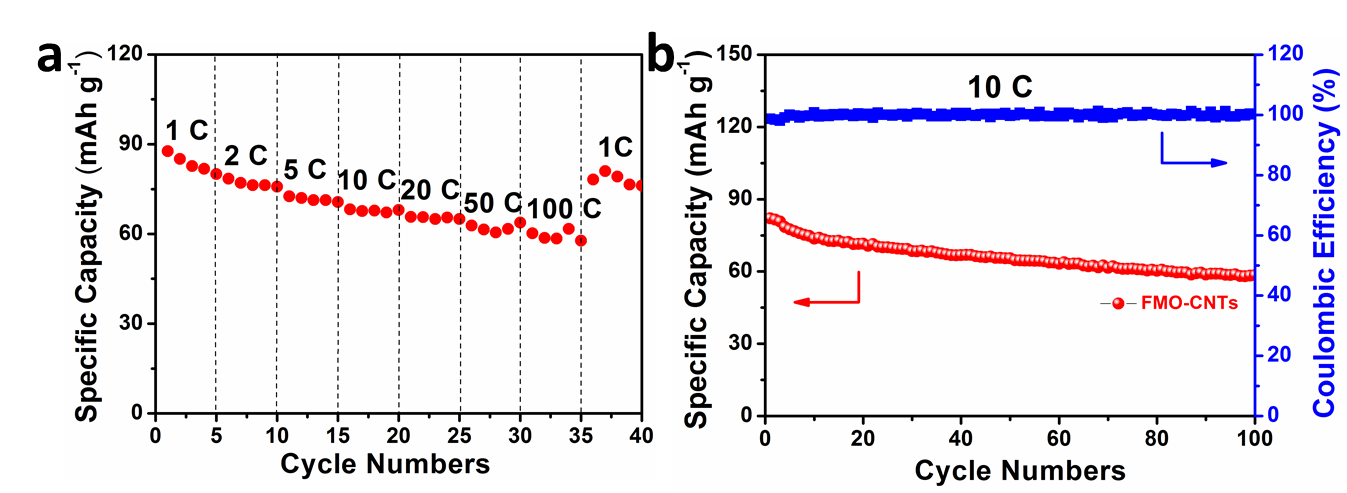 a
Specific Capacity (mAh g-1)
120
90
60
30
0
1 C
2 C
5 C
10 C
20 C
50 C
100 C
1C
0 5 10 15 20 25 30 35 40
Cycle Numbers
b
Specific Capacity (mAh g-1)
150
120
90
60
30
0
10 C
FMO-CNTs
120
100
80
60
40
20
0
Coulombic Efficiency (%)
0 20 40 60 80 100
Cycle Numbers